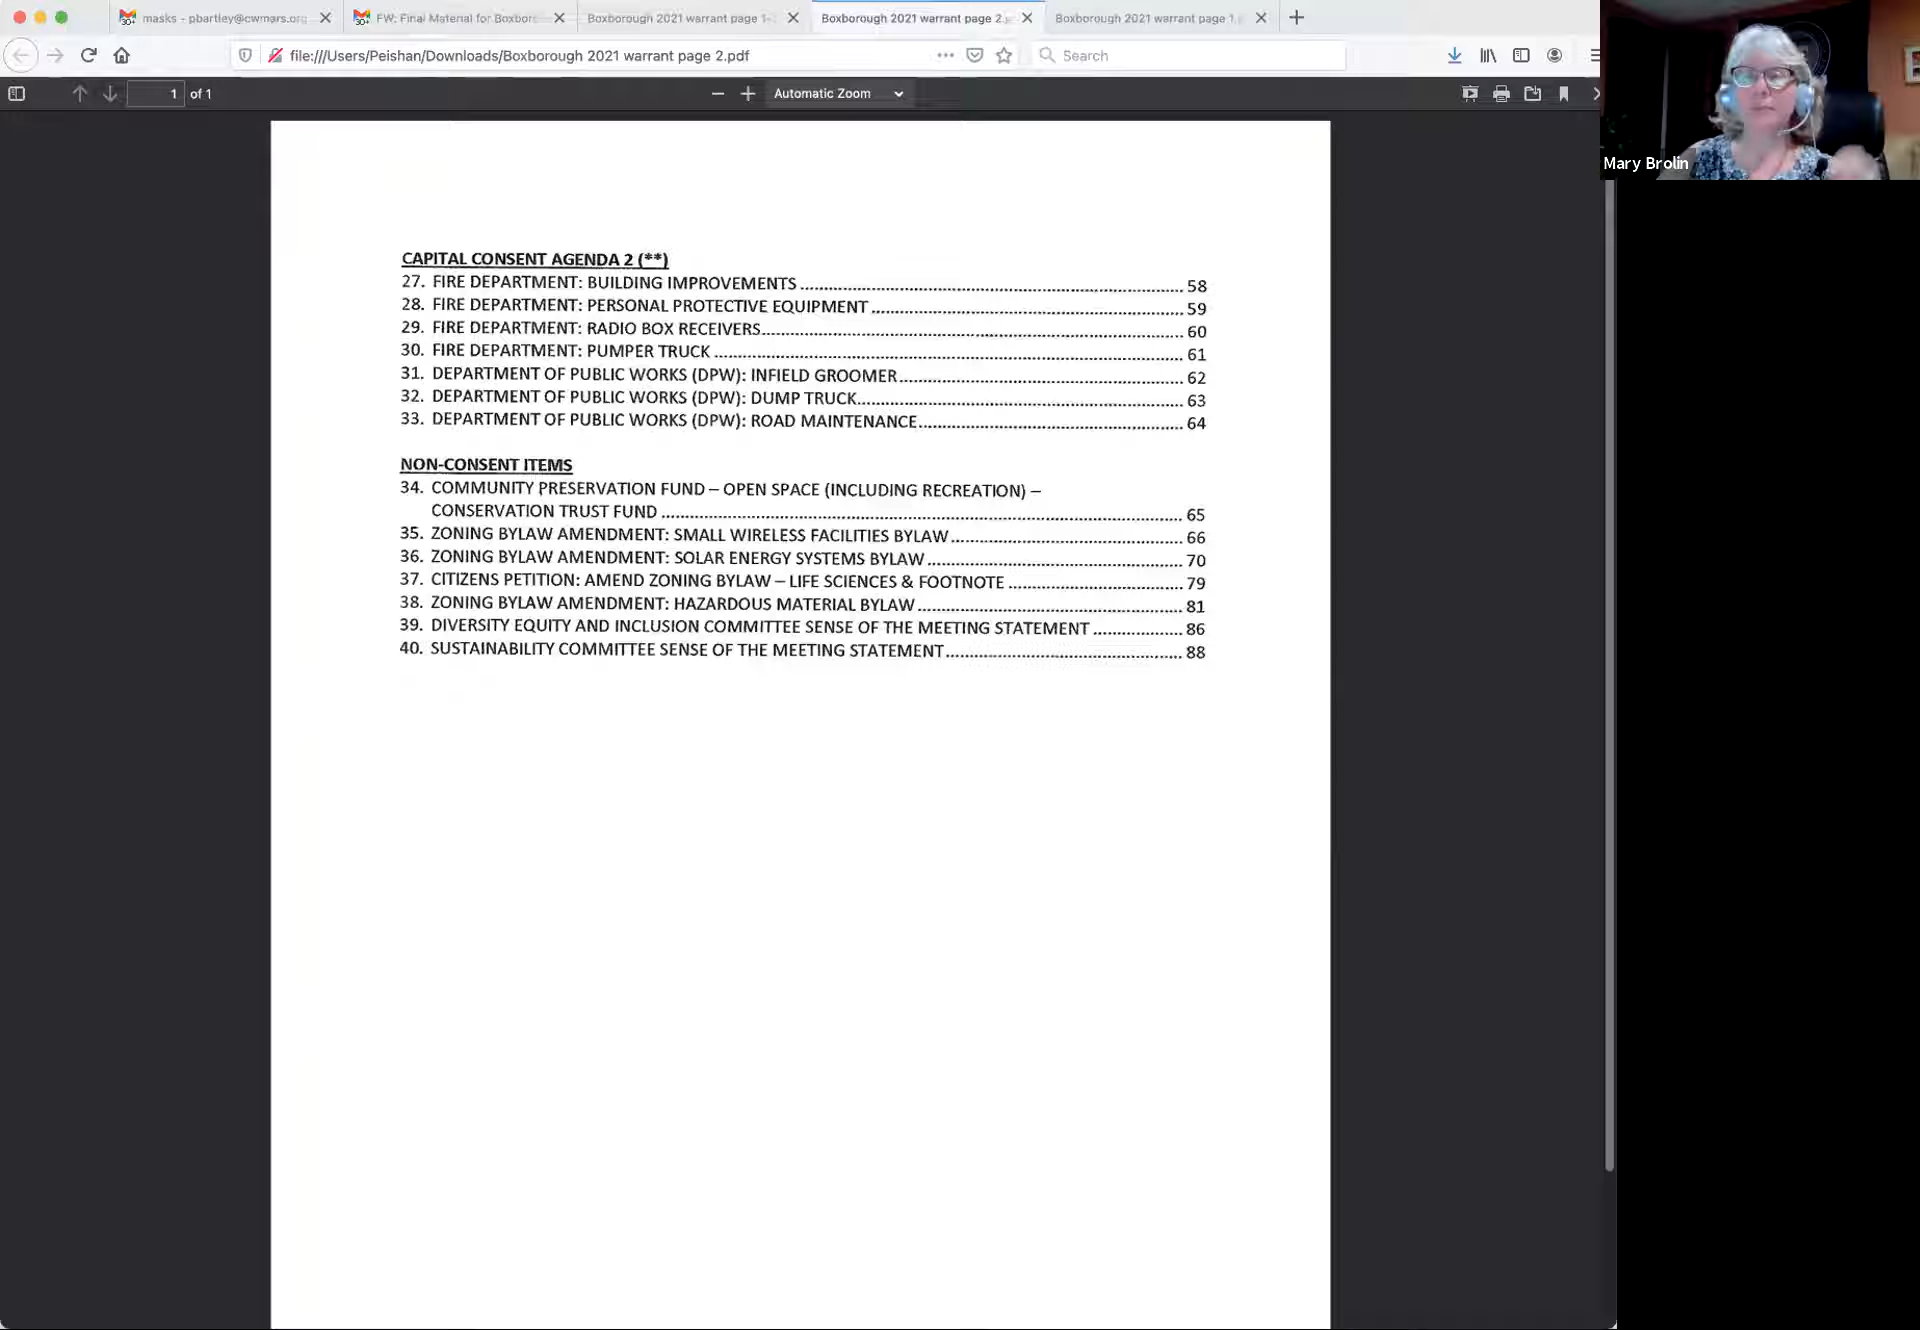 masks - pbartley@cwmars.org
FW: Final Material for Boxbor
Boxborough 2021 warrant page 1-
Boxborough 2021 warrant page 2.p
Boxborough 2021 warrant page 1.
file:///Users/Peishan/Downloads/Boxborough 2021 warrant page 2.pdf
Search
1 of 1
Automatic Zoom
Mary Brolin
CAPITAL CONSENT AGENDA 2 (**)
27. FIRE DEPARTMENT: BUILDING IMPROVEMENTS 58
28. FIRE DEPARTMENT: PERSONAL PROTECTIVE EQUIPMENT 59
29. FIRE DEPARTMENT: RADIO BOX RECEIVERS 60
30. FIRE DEPARTMENT: PUMPER TRUCK 61
31. DEPARTMENT OF PUBLIC WORKS (DPW): INFIELD GROOMER 62
32. DEPARTMENT OF PUBLIC WORKS (DPW): DUMP TRUCK 63
33. DEPARTMENT OF PUBLIC WORKS (DPW): ROAD MAINTENANCE 64
NON-CONSENT ITEMS
34. COMMUNITY PRESERVATION FUND – OPEN SPACE (INCLUDING RECREATION) –
CONSERVATION TRUST FUND 65
35. ZONING BYLAW AMENDMENT: SMALL WIRELESS FACILITIES BYLAW 66
36. ZONING BYLAW AMENDMENT: SOLAR ENERGY SYSTEMS BYLAW 70
37. CITIZENS PETITION: AMEND ZONING BYLAW – LIFE SCIENCES & FOOTNOTE 79
38. ZONING BYLAW AMENDMENT: HAZARDOUS MATERIAL BYLAW 81
39. DIVERSITY EQUITY AND INCLUSION COMMITTEE SENSE OF THE MEETING STATEMENT 86
40. SUSTAINABILITY COMMITTEE SENSE OF THE MEETING STATEMENT 88